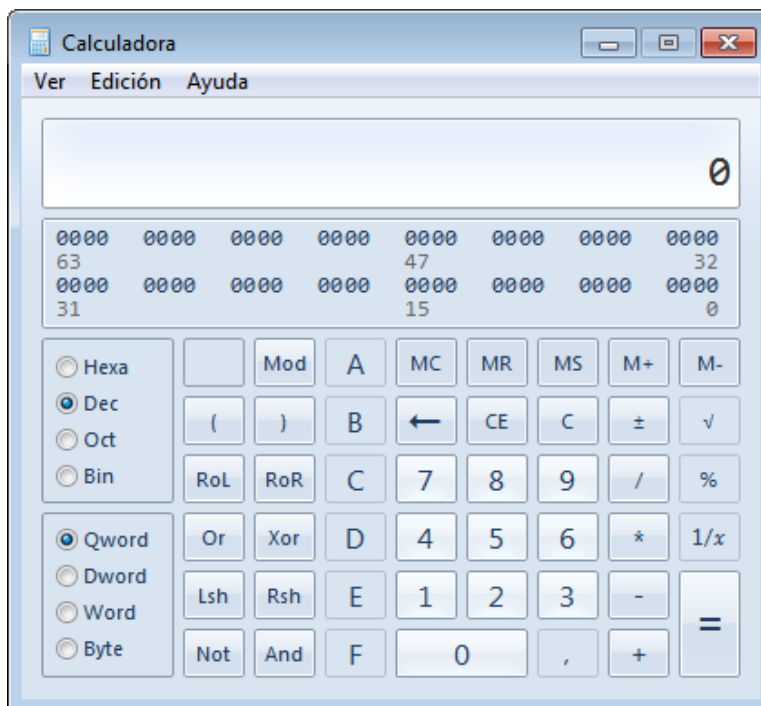 Calculadora
Ver Edición Ayuda
0
0000 0000 0000 0000 0000 0000 0000 0000
63 47 32
0000 0000 0000 0000 0000 0000 0000 0000
31 15 0
Hexa Mod A MC MR MS M+ M-
Dec ( ) B ← CE C ± √
Oct
Bin RoL RoR C 7 8 9 / %
Qword Or Xor D 4 5 6 * 1/x
Dword
Word Lsh Rsh E 1 2 3 - =
Byte Not And F 0 , +